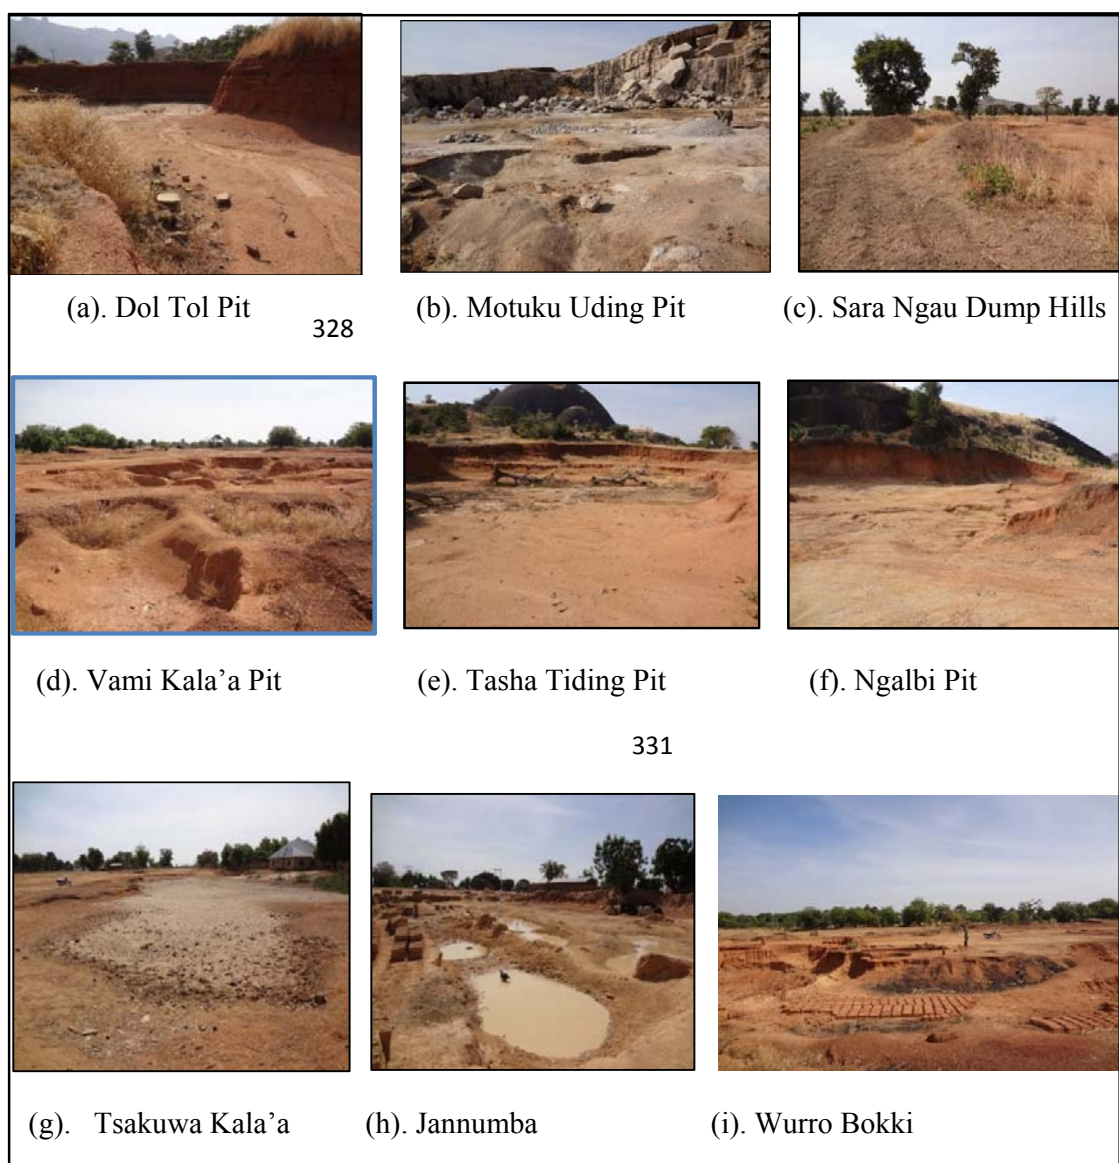 (a). Dol Tol Pit (b). Motuku Uding Pit (c). Sara Ngau Dump Hills
328
(d). Vami Kala’a Pit (e). Tasha Tiding Pit (f). Ngalbi Pit
331
(g). Tsakuwa Kala’a (h). Jannumba (i). Wurro Bokki